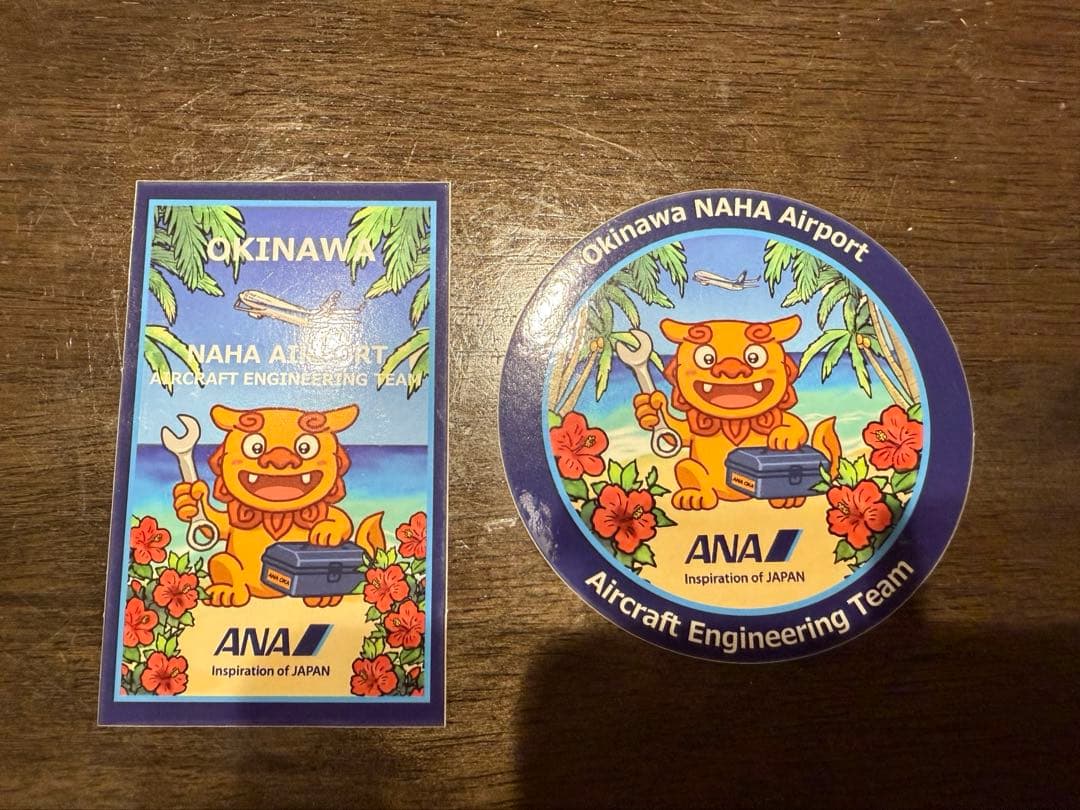 OKINAWA
NAHA AIRPORT
AIRCRAFT ENGINEERING TEAM
ANA OKA
ANA
Inspiration of JAPAN
Okinawa NAHA Airport
ANA OKA
ANA
Inspiration of JAPAN
Aircraft Engineering Team